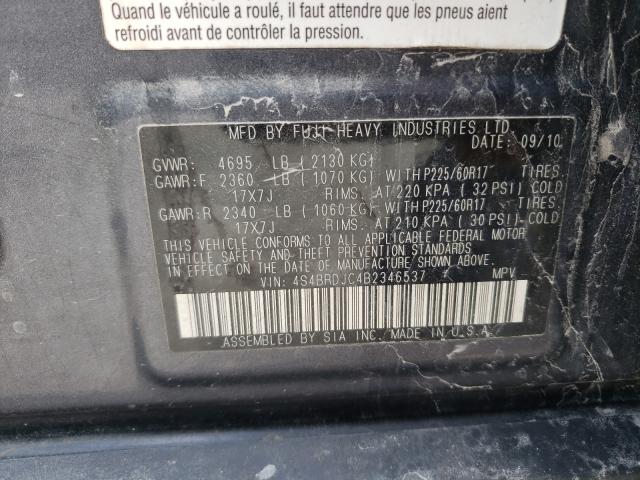 Quand le véhicule a roulé, il faut attendre que les pneus aient
refroidi avant de contrôler la pression.
MFD BY FUJI HEAVY INDUSTRIES LTD.
DATE: 09/10
GVWR: 4695 LB ( 2130 KG)
GAWR:F 2360 LB ( 1070 KG) WITH P225/60R17 TIRES.
17X7J RIMS. AT 220 KPA ( 32 PSI) COLD
GAWR:R 2340 LB ( 1060 KG) WITH P225/60R17 TIRES.
17X7J RIMS. AT 210 KPA ( 30 PSI) COLD
THIS VEHICLE CONFORMS TO ALL APPLICABLE FEDERAL MOTOR
VEHICLE SAFETY AND THEFT PREVENTION STANDARDS
IN EFFECT ON THE DATE OF MANUFACTURE SHOWN ABOVE.
VIN: 4S4BRDJC4B2346537 MPV
ASSEMBLED BY SIA INC. MADE IN U.S.A.